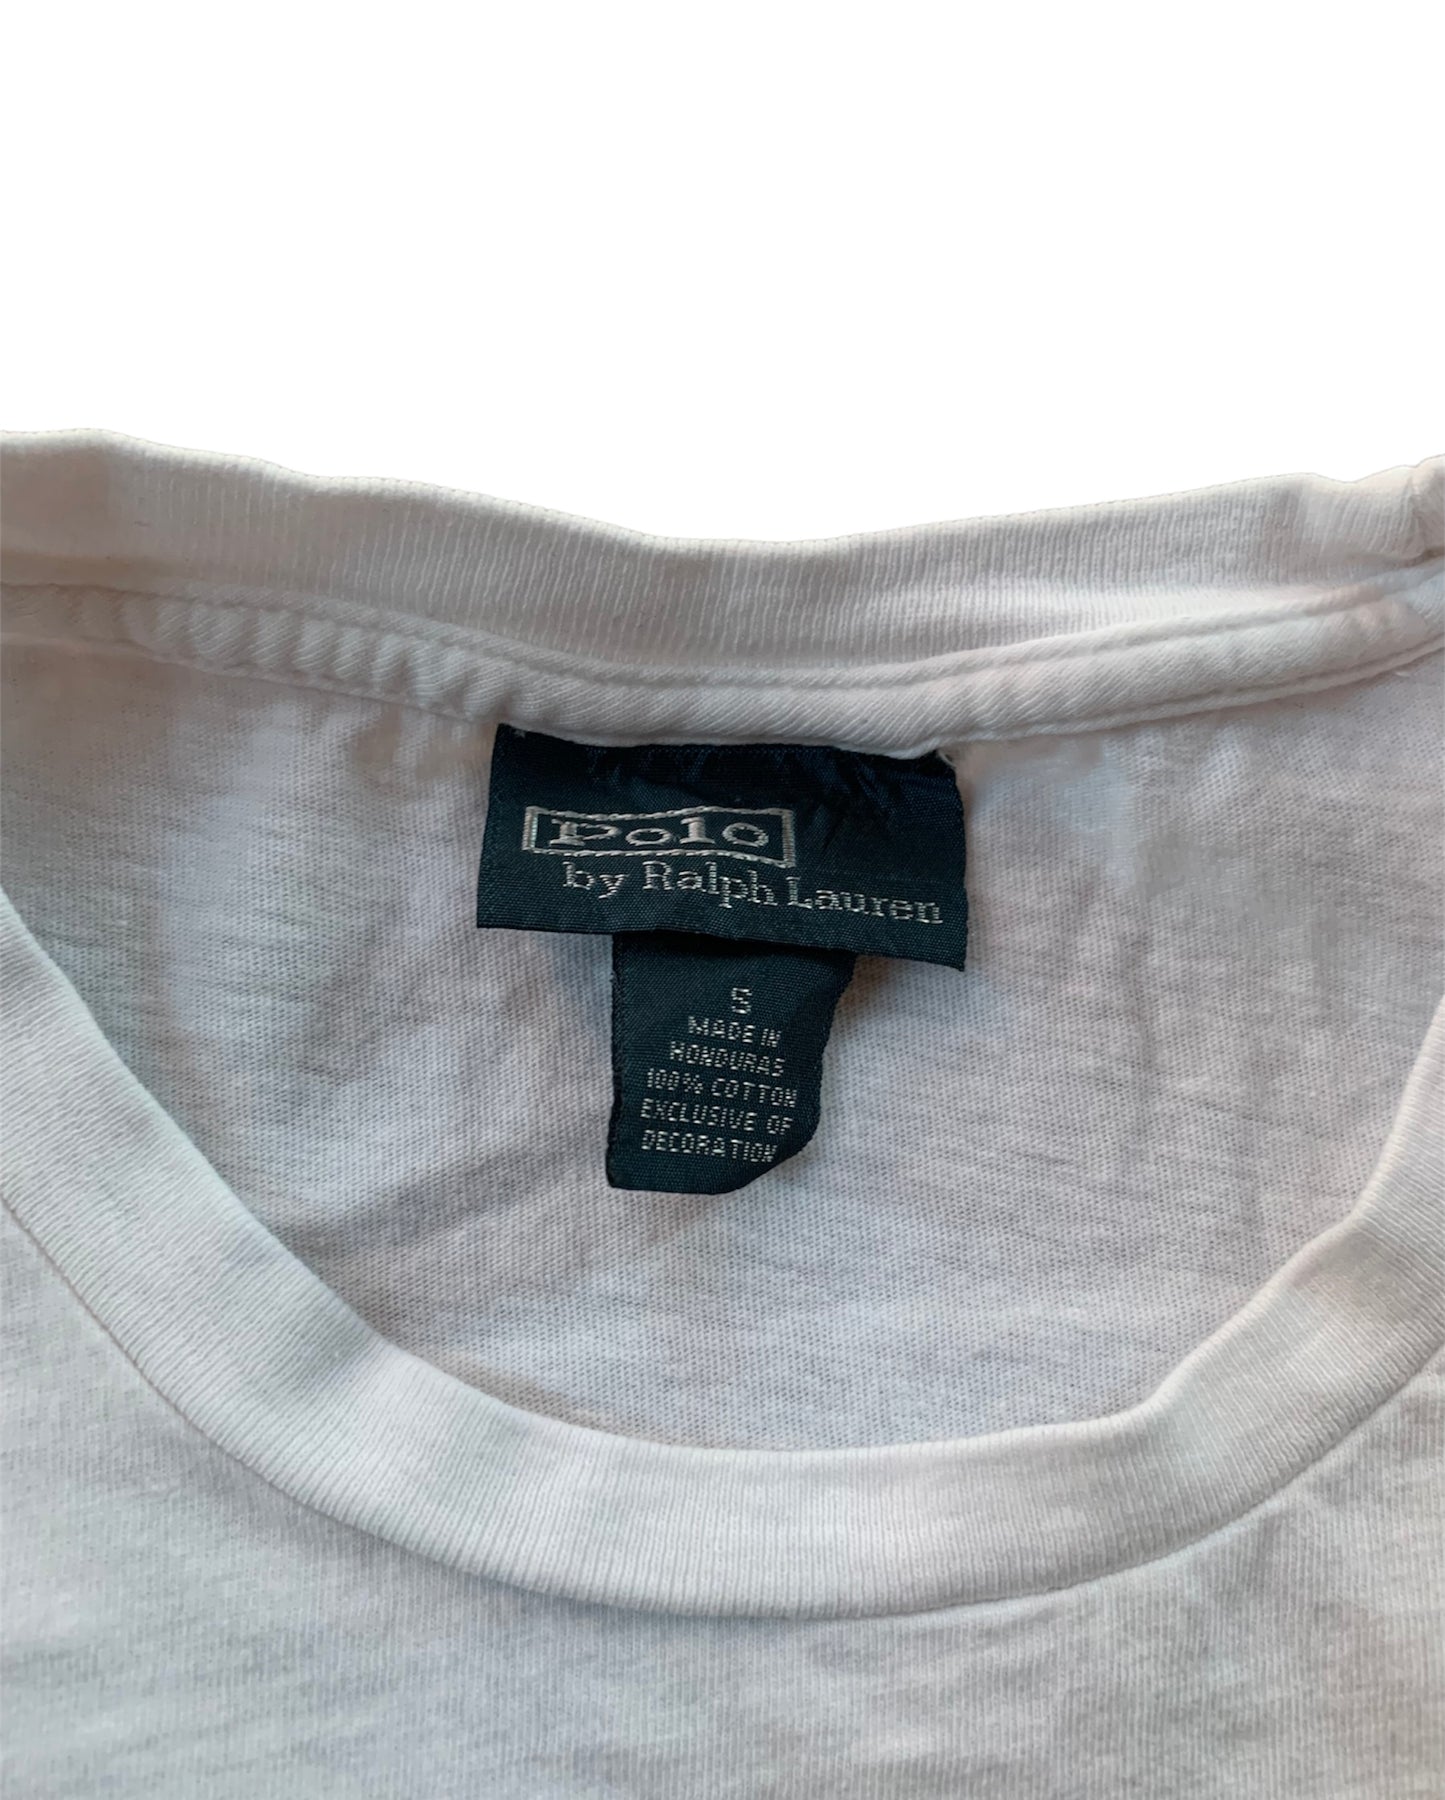 Polo
by Ralph Lauren
S
MADE IN
HONDURAS
100% COTTON
EXCLUSIVE OF
DECORATION